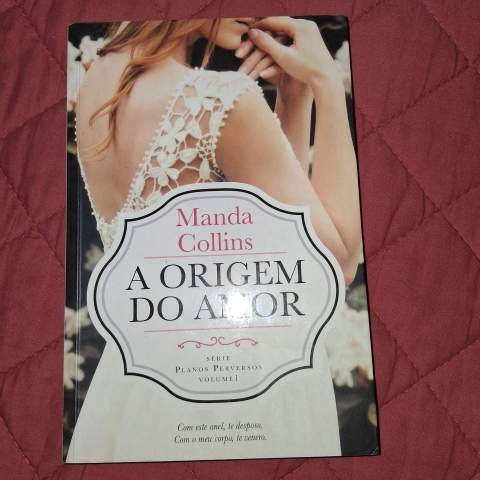 Manda
Collins
A ORIGEM
DO AMOR
SÉRIE
PLANOS PERVERSOS
VOLUME I
Com este anel, te desposo.
Com o meu corpo, te venero.